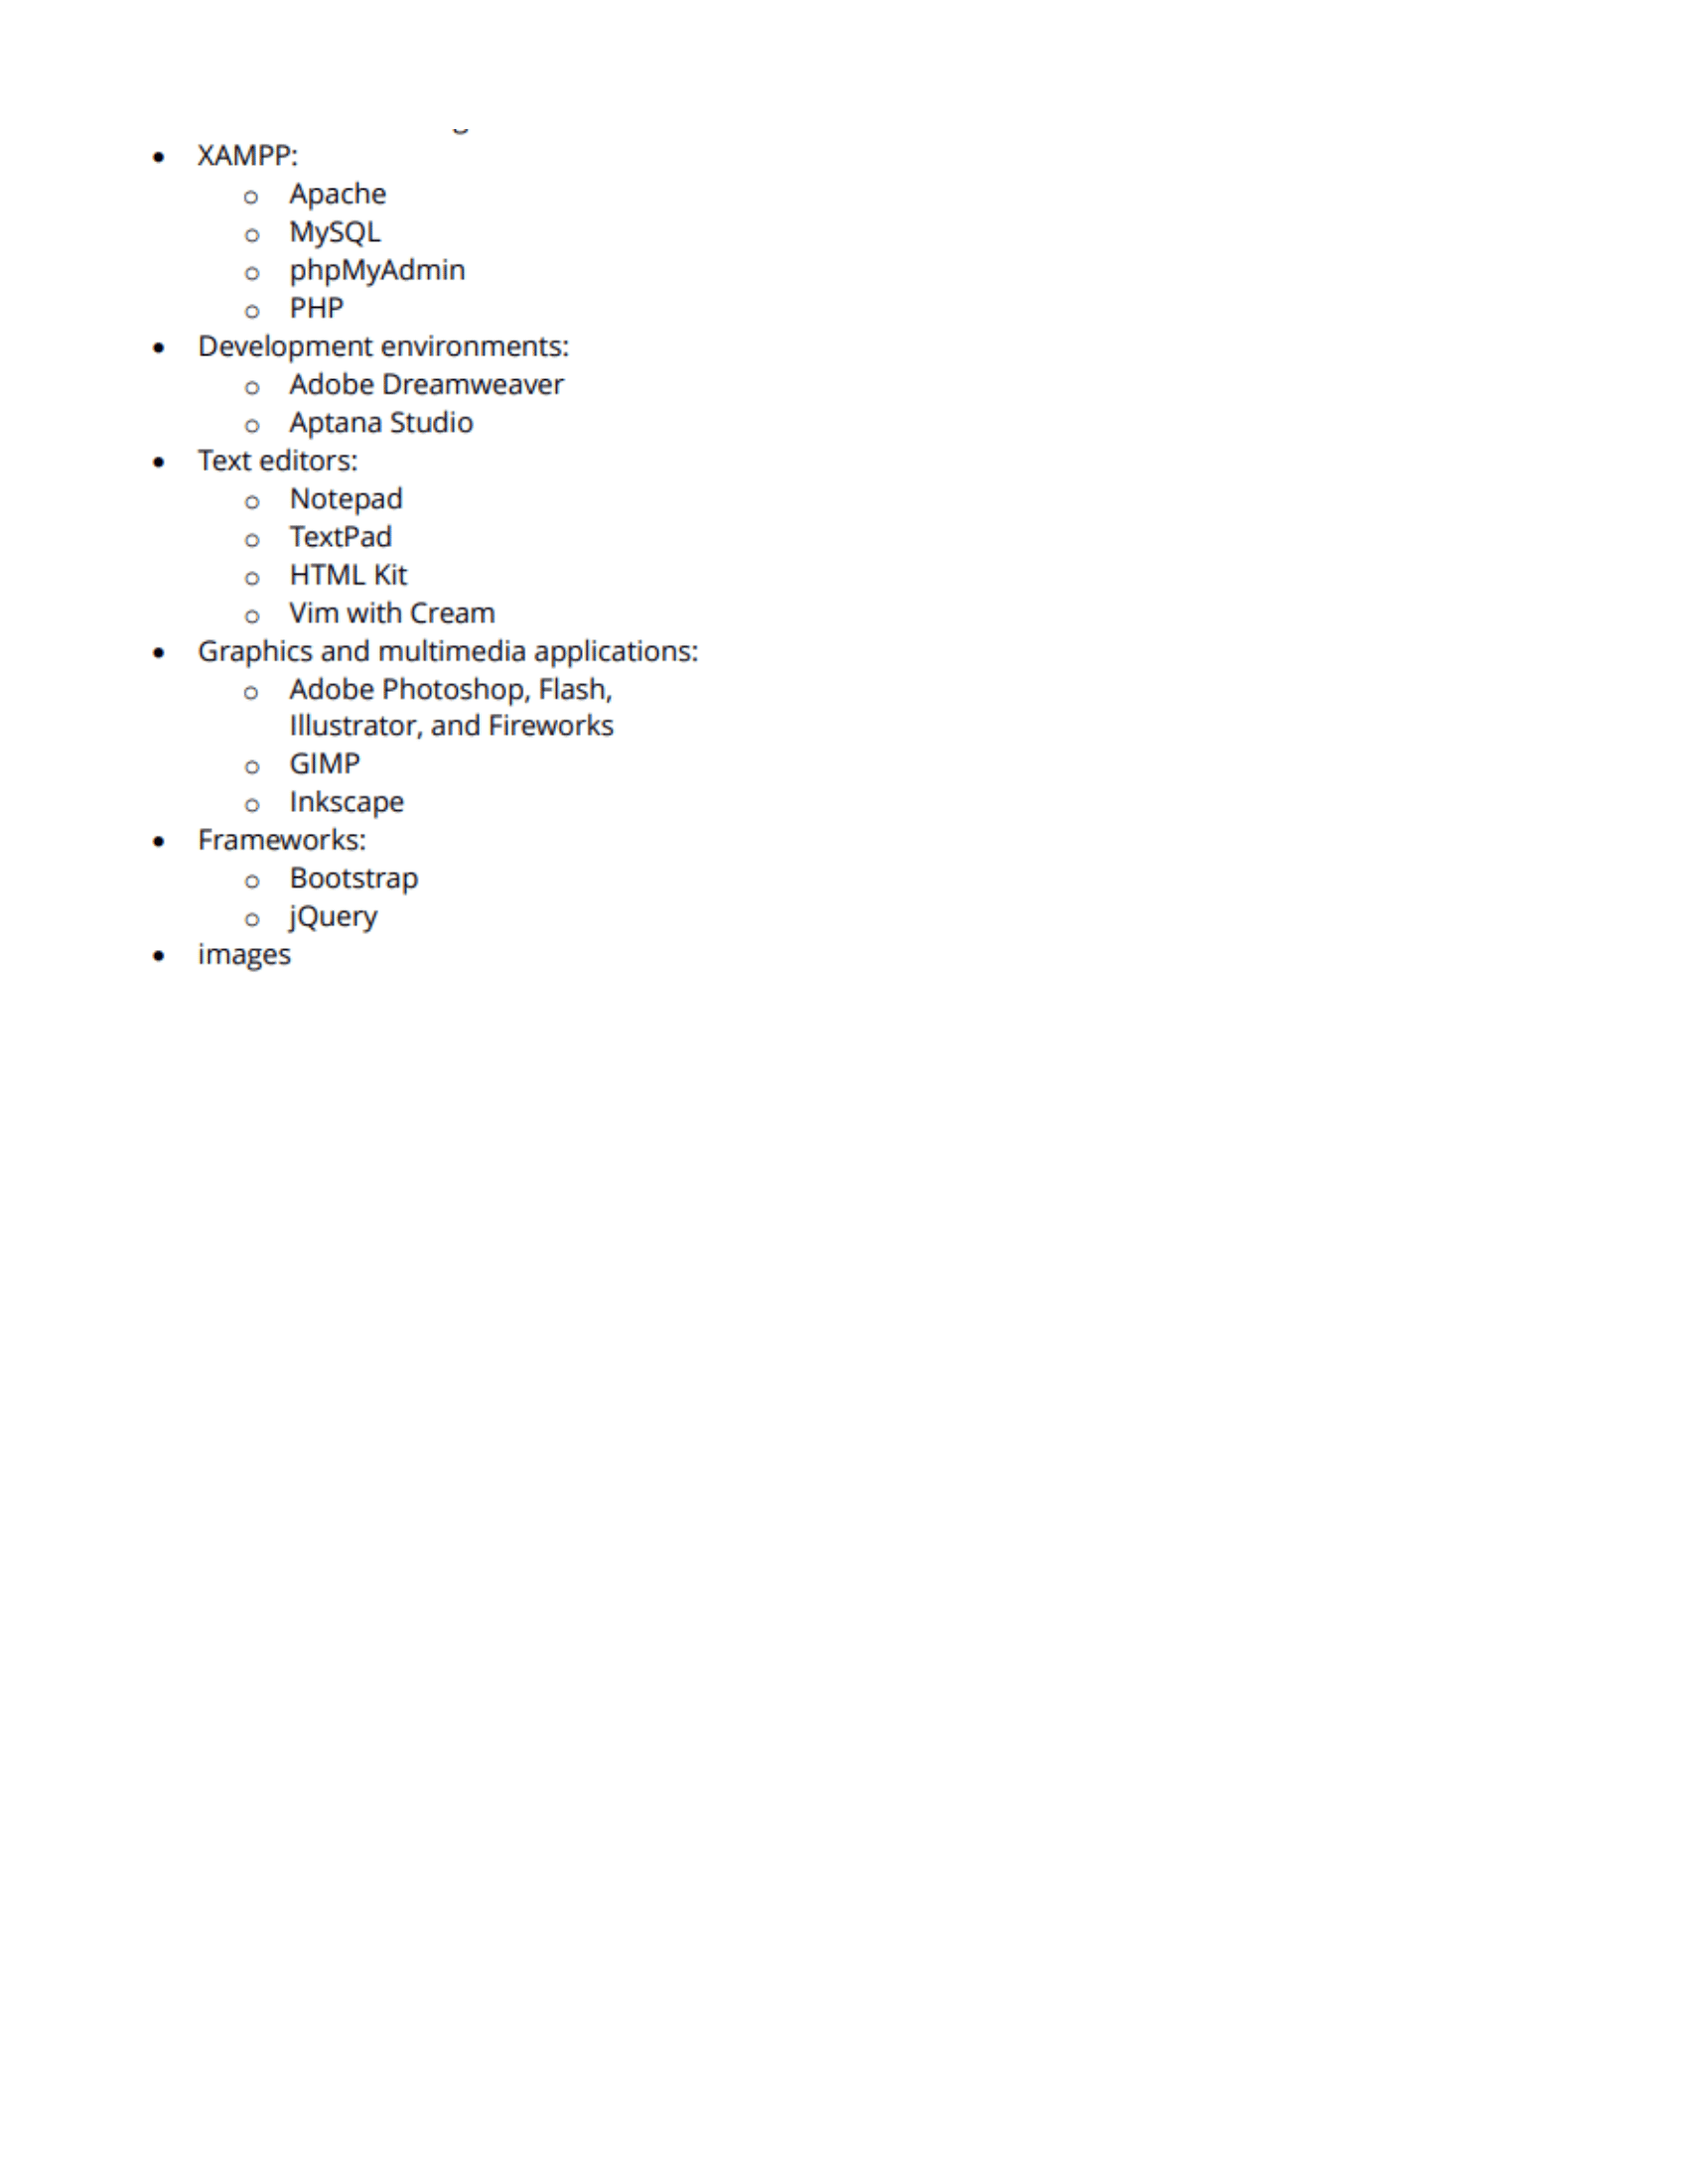 • XAMPP:
o Apache
o MySQL
o phpMyAdmin
o PHP
• Development environments:
o Adobe Dreamweaver
o Aptana Studio
• Text editors:
o Notepad
o TextPad
o HTML Kit
o Vim with Cream
• Graphics and multimedia applications:
o Adobe Photoshop, Flash,
Illustrator, and Fireworks
o GIMP
o Inkscape
• Frameworks:
o Bootstrap
o jQuery
• images